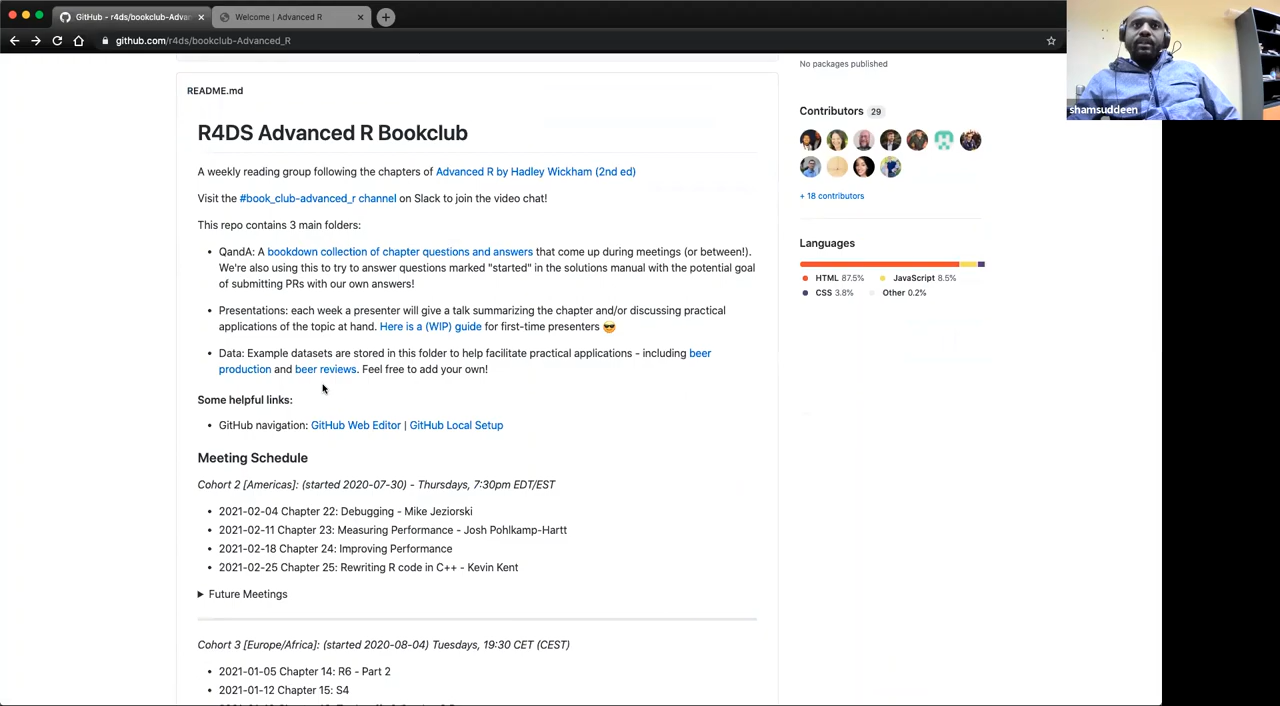 GitHub - r4ds/bookclub-Advan
Welcome | Advanced R
github.com/r4ds/bookclub-Advanced_R
shamsuddeen
No packages published
README.md
R4DS Advanced R Bookclub
A weekly reading group following the chapters of Advanced R by Hadley Wickham (2nd ed)
Visit the #book_club-advanced_r channel on Slack to join the video chat!
This repo contains 3 main folders:
• QandA: A bookdown collection of chapter questions and answers that come up during meetings (or between!).
We're also using this to try to answer questions marked "started" in the solutions manual with the potential goal
of submitting PRs with our own answers!
• Presentations: each week a presenter will give a talk summarizing the chapter and/or discussing practical
applications of the topic at hand. Here is a (WIP) guide for first-time presenters 😎
• Data: Example datasets are stored in this folder to help facilitate practical applications - including beer
production and beer reviews. Feel free to add your own!
Some helpful links:
• GitHub navigation: GitHub Web Editor | GitHub Local Setup
Meeting Schedule
Cohort 2 [Americas]: (started 2020-07-30) - Thursdays, 7:30pm EDT/EST
• 2021-02-04 Chapter 22: Debugging - Mike Jeziorski
• 2021-02-11 Chapter 23: Measuring Performance - Josh Pohlkamp-Hartt
• 2021-02-18 Chapter 24: Improving Performance
• 2021-02-25 Chapter 25: Rewriting R code in C++ - Kevin Kent
Future Meetings
Cohort 3 [Europe/Africa]: (started 2020-08-04) Tuesdays, 19:30 CET (CEST)
• 2021-01-05 Chapter 14: R6 - Part 2
• 2021-01-12 Chapter 15: S4
Contributors 29
+ 18 contributors
Languages
HTML 87.5%
JavaScript 8.5%
CSS 3.8%
Other 0.2%